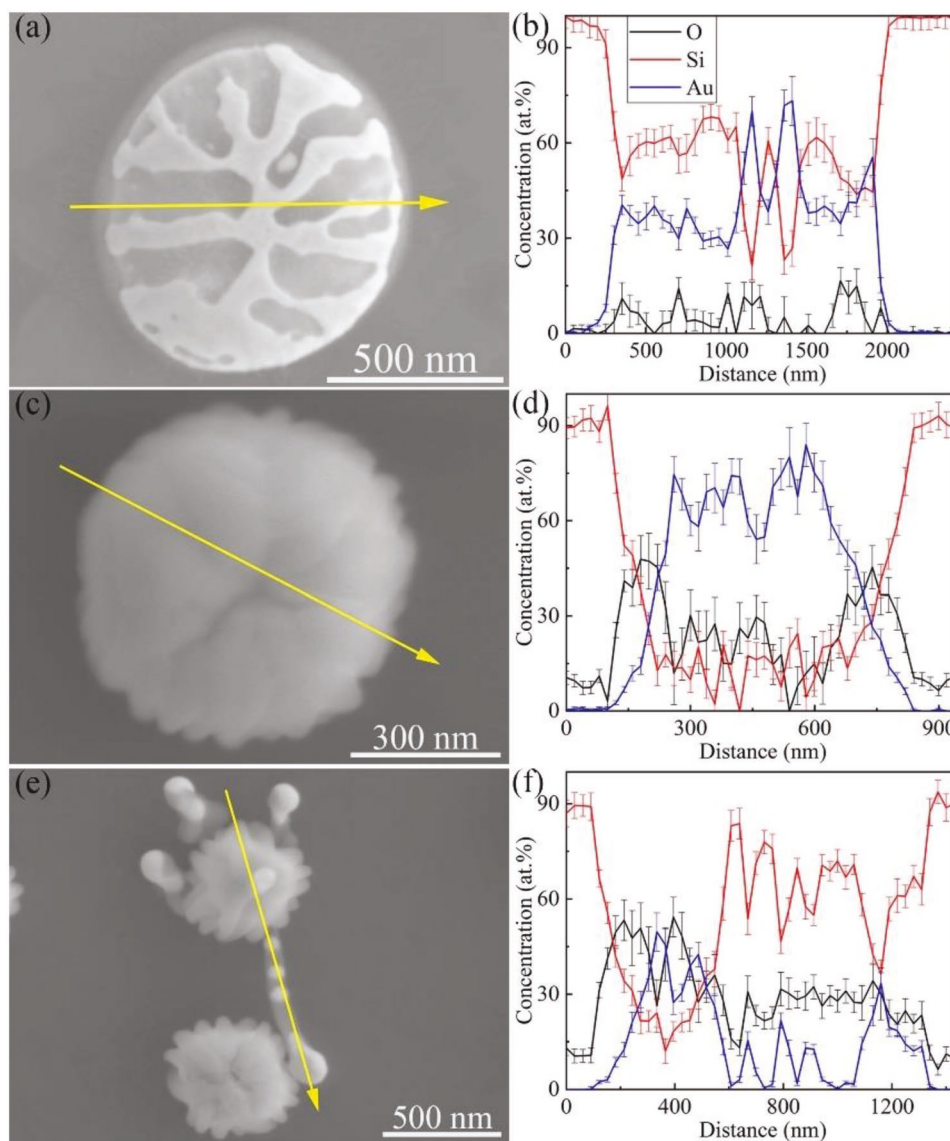 (a)
500 nm
(b)
O
Si
Au
Concentration (at.%)
90
60
30
0
0 500 1000 1500 2000
Distance (nm)
(c)
300 nm
(d)
Concentration (at.%)
90
60
30
0
0 300 600 900
Distance (nm)
(e)
500 nm
(f)
Concentration (at.%)
90
60
30
0
0 400 800 1200
Distance (nm)